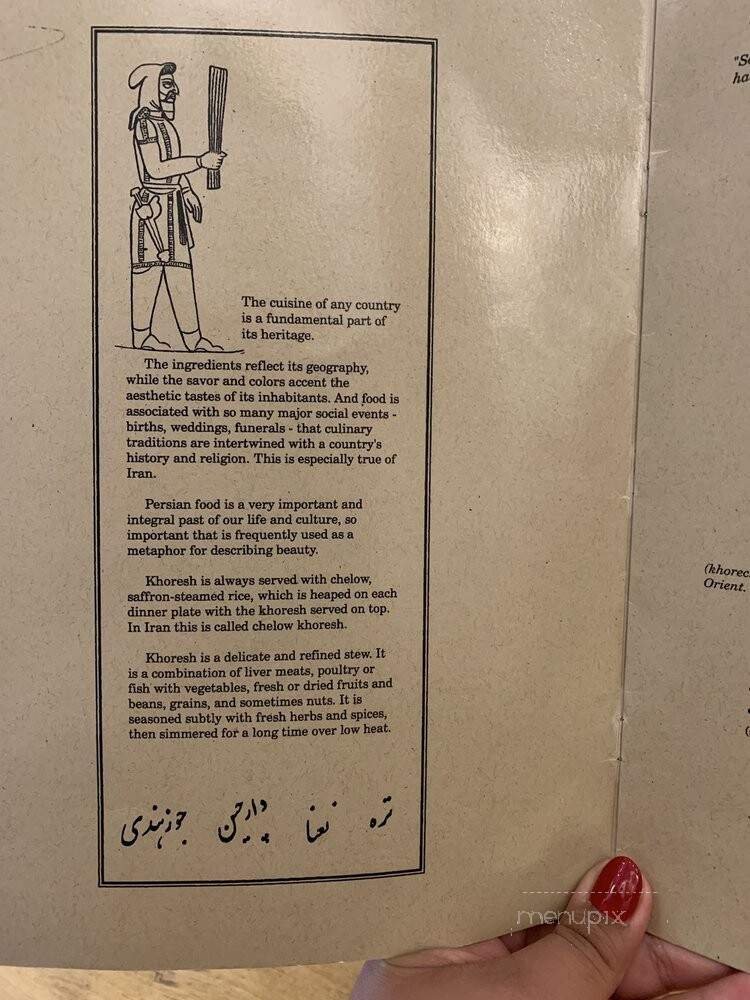 The cuisine of any country
is a fundamental part of
its heritage.
The ingredients reflect its geography,
while the savor and colors accent the
aesthetic tastes of its inhabitants. And food is
associated with so many major social events -
births, weddings, funerals - that culinary
traditions are intertwined with a country's
history and religion. This is especially true of
Iran.
Persian food is a very important and
integral past of our life and culture, so
important that is frequently used as a
metaphor for describing beauty.
Khoresh is always served with chelow,
saffron-steamed rice, which is heaped on each
dinner plate with the khoresh served on top.
In Iran this is called chelow khoresh.
Khoresh is a delicate and refined stew. It
is a combination of liver meats, poultry or
fish with vegetables, fresh or dried fruits and
beans, grains, and sometimes nuts. It is
seasoned subtly with fresh herbs and spices,
then simmered for a long time over low heat.
تره نعنا دارچین جوزهندی
(khorec
Orient.
menupix